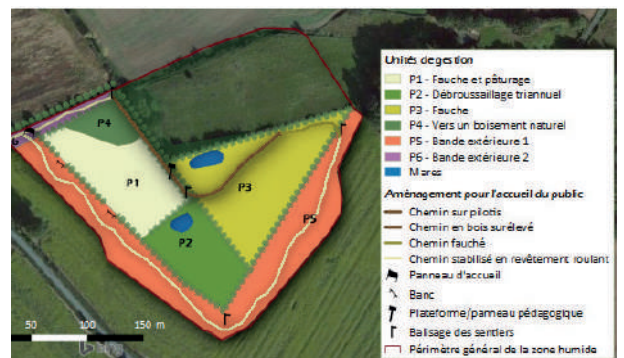 P4
P1
P3
P2
P5
50 100 150 m
Unités de gestion
P1 - Fauche et pâturage
P2 - Débroussaillage triannuel
P3 - Fauche
P4 - Vers un boisement naturel
P5 - Bande extérieure 1
P6 - Bande extérieure 2
Mares
Aménagement pour l'accueil du public
Chemin sur pilotis
Chemin en bois surélevé
Chemin fauché
Chemin stabilisé en revêtement roulant
Panneau d'accueil
Banc
Plateforme/panneau pédagogique
Balisage des sentiers
Périmètre général de la zone humide